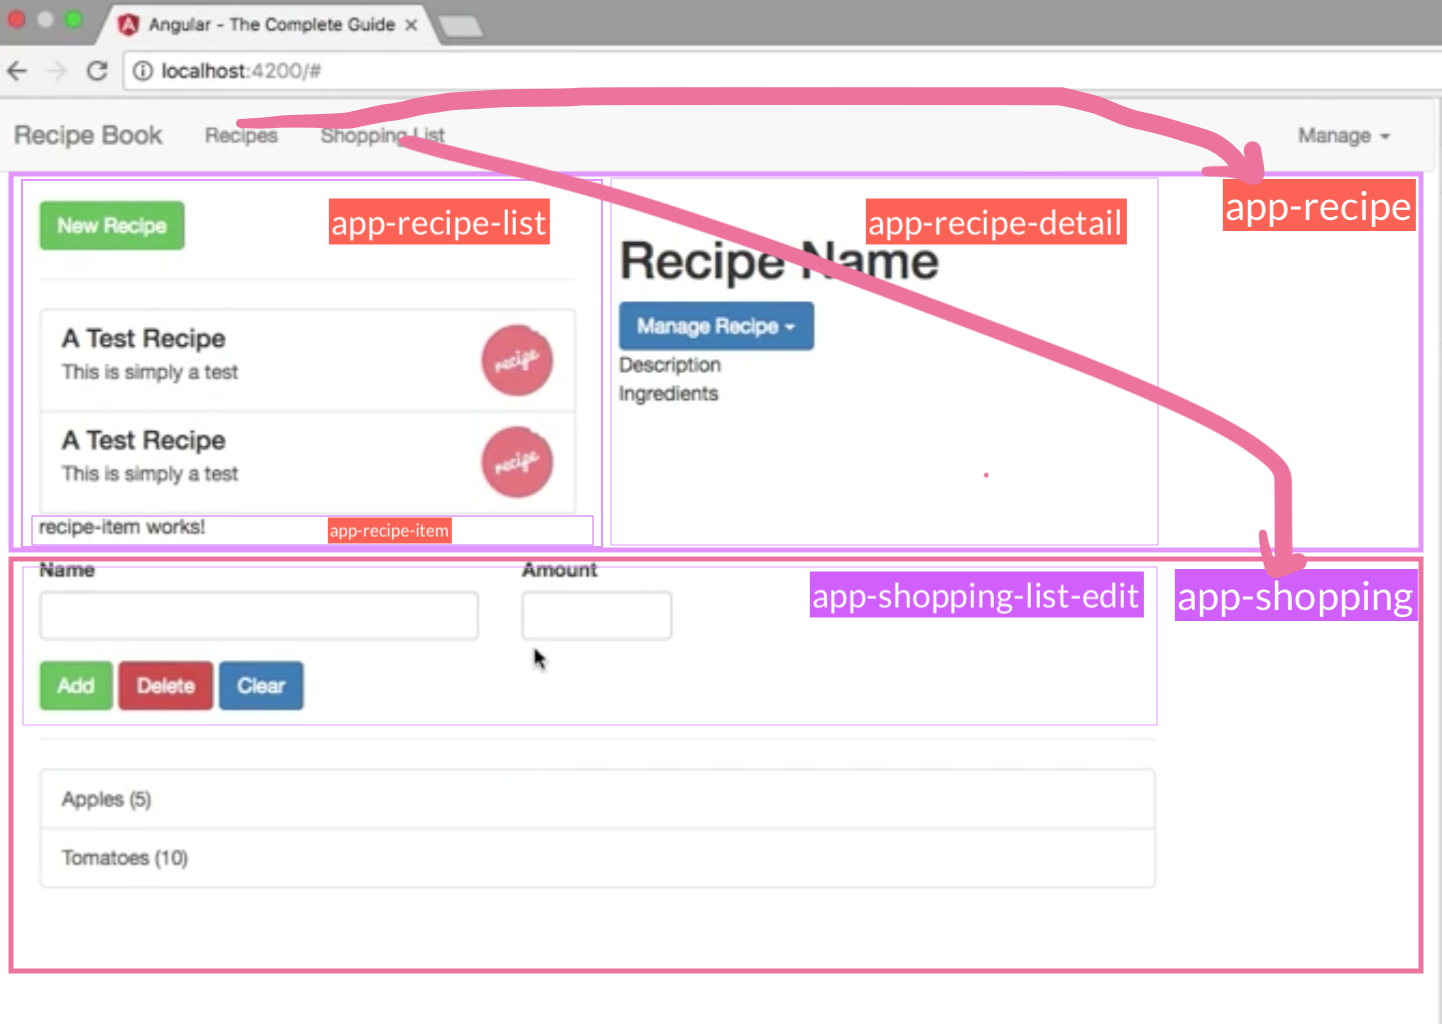 Angular - The Complete Guide
localhost:4200/#
Recipe Book Recipes Shopping List Manage
app-recipe
New Recipe
app-recipe-list
app-recipe-detail
Recipe Name
Manage Recipe
Description
Ingredients
A Test Recipe
This is simply a test
recipe
A Test Recipe
This is simply a test
recipe
recipe-item works!
app-recipe-item
Name
Amount
app-shopping-list-edit
app-shopping
Add Delete Clear
Apples (5)
Tomatoes (10)